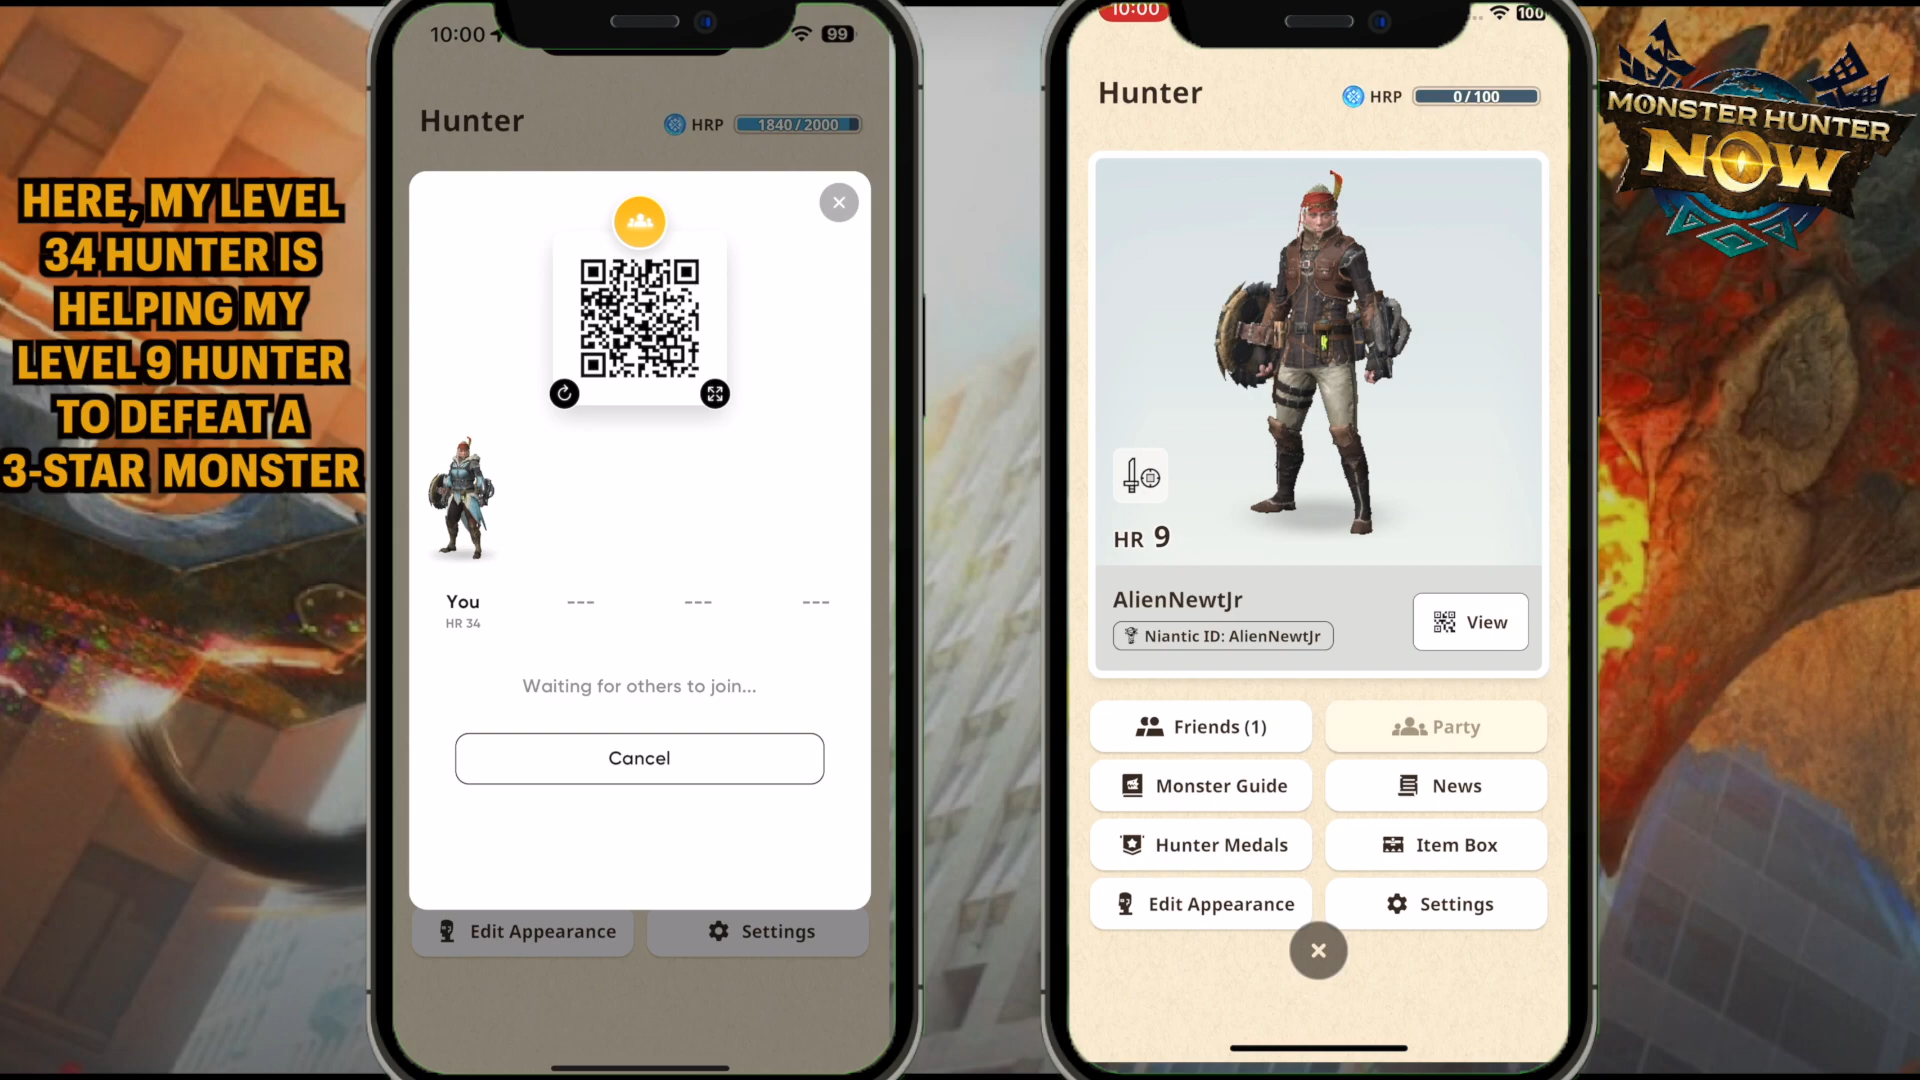 HERE, MY LEVEL
34 HUNTER IS
HELPING MY
LEVEL 9 HUNTER
TO DEFEAT A
3-STAR MONSTER
10:00
99
Hunter
HRP
1840 / 2000
You
HR 34
---
---
---
Waiting for others to join...
Cancel
Edit Appearance
Settings
10:00
100
Hunter
HRP
0 / 100
HR 9
AlienNewtJr
Niantic ID: AlienNewtJr
View
Friends (1)
Party
Monster Guide
News
Hunter Medals
Item Box
Edit Appearance
Settings
MONSTER HUNTER
NOW